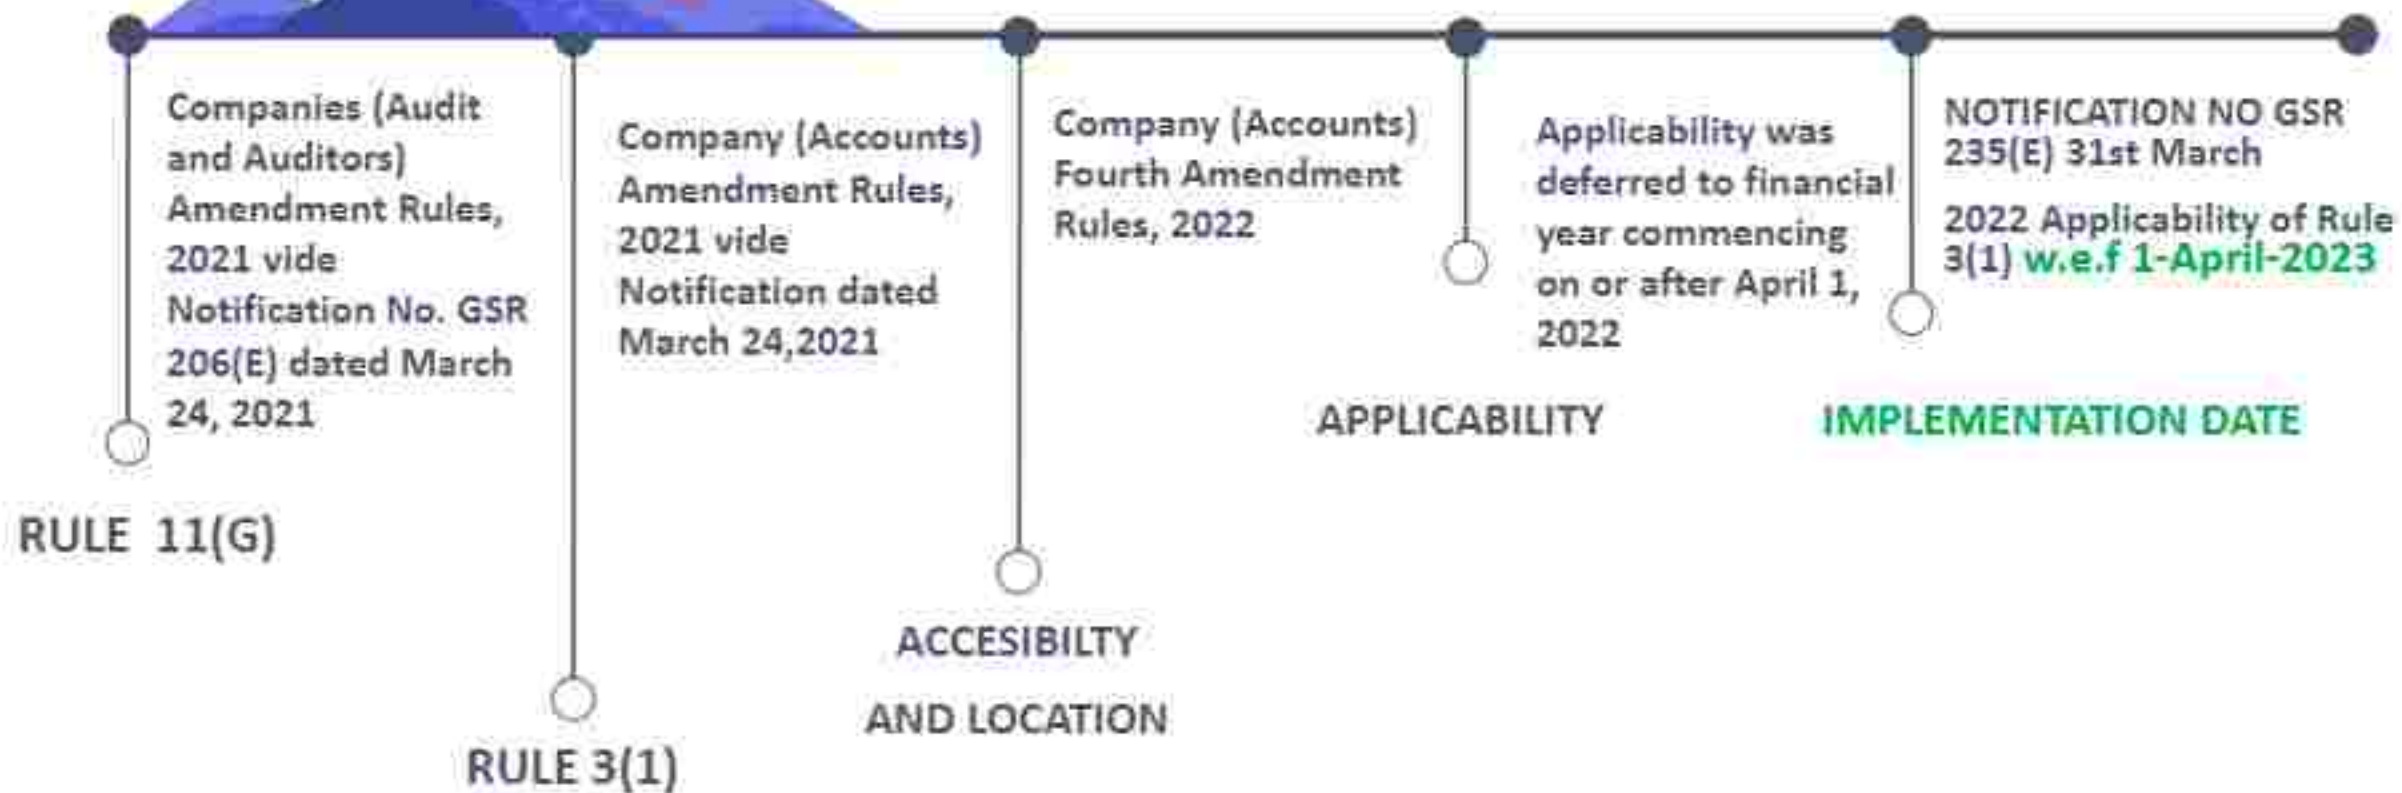 Companies (Audit
and Auditors)
Amendment Rules,
2021 vide
Notification No. GSR
206(E) dated March
24, 2021
RULE 11(G)
Company (Accounts)
Amendment Rules,
2021 vide
Notification dated
March 24,2021
RULE 3(1)
Company (Accounts)
Fourth Amendment
Rules, 2022
ACCESIBILTY
AND LOCATION
Applicability was
deferred to financial
year commencing
on or after April 1,
2022
APPLICABILITY
NOTIFICATION NO GSR
235(E) 31st March
2022 Applicability of Rule
3(1) w.e.f 1-April-2023
IMPLEMENTATION DATE